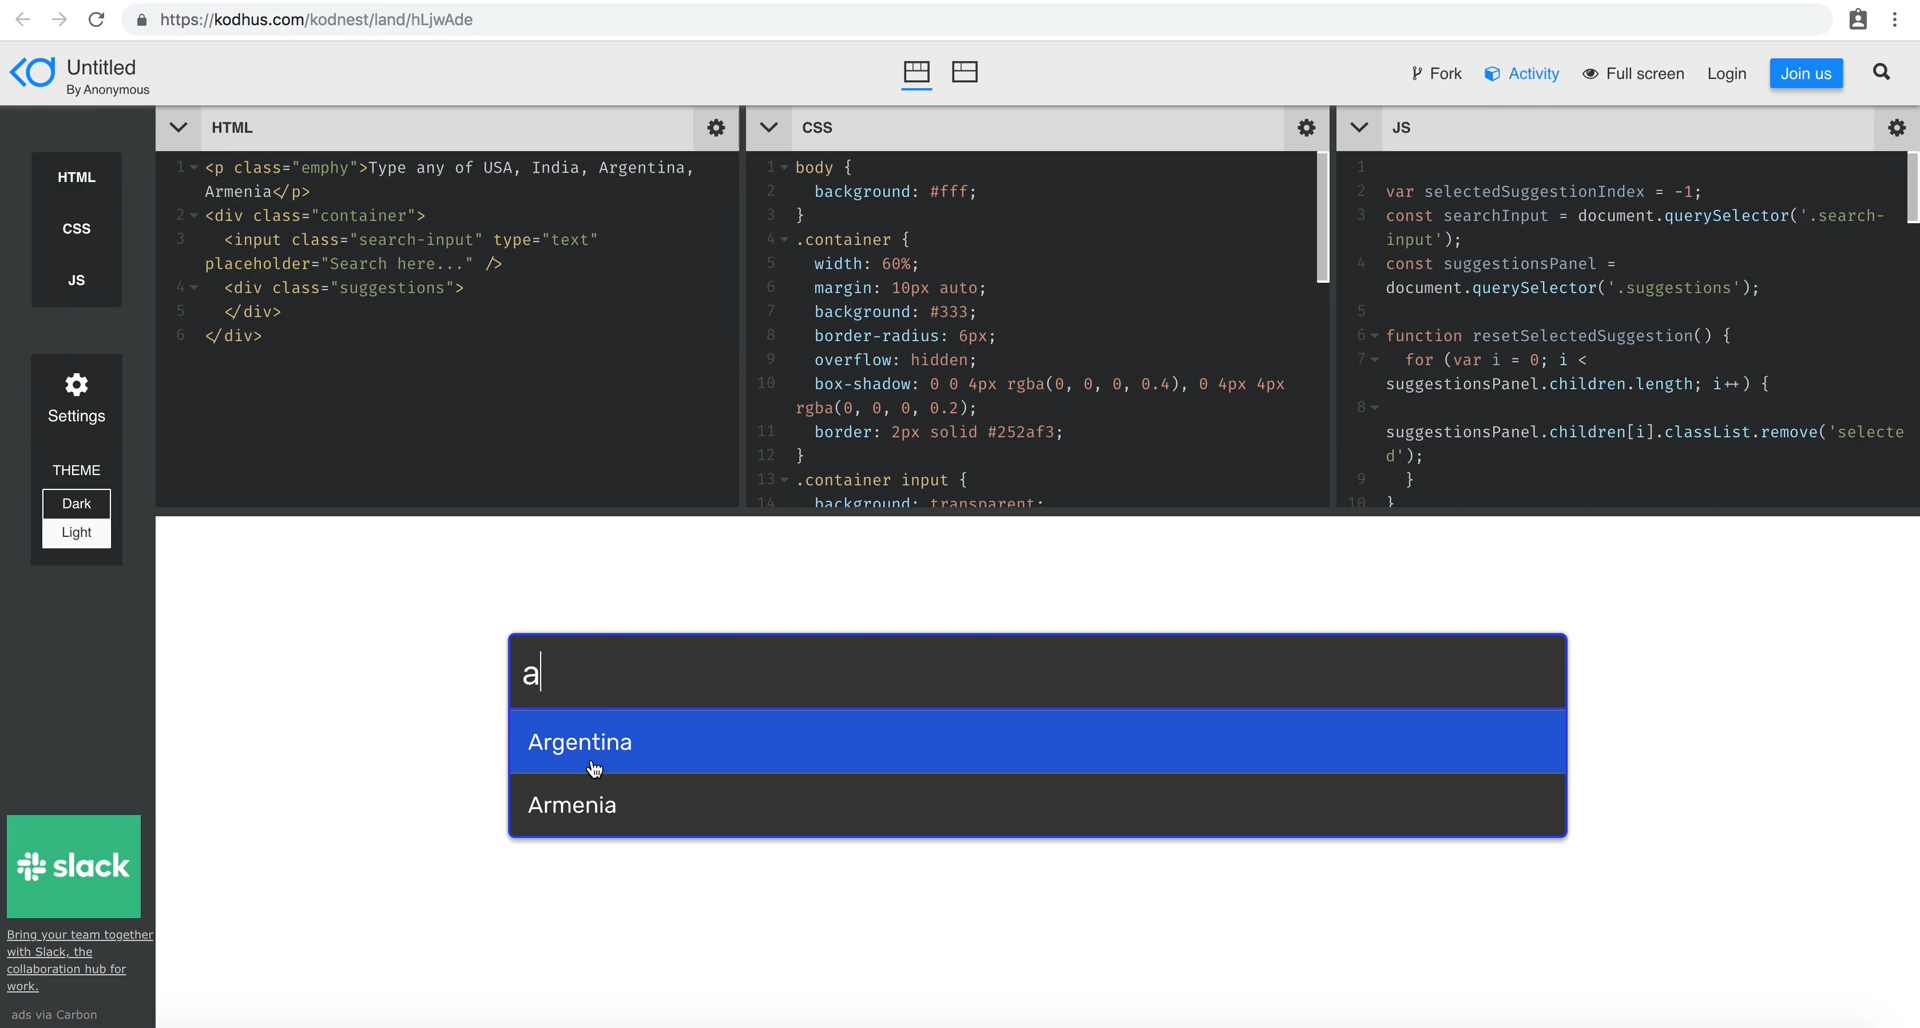 https://kodhus.com/kodnest/land/hLjwAde
Untitled
By Anonymous
Fork
Activity
Full screen
Login
Join us
HTML
CSS
JS
Settings
THEME
Dark
Light
slack
Bring your team together
with Slack, the
collaboration hub for
work.
ads via Carbon
HTML
1 <p class="emphy">Type any of USA, India, Argentina,
Armenia</p>
2 <div class="container">
3 <input class="search-input" type="text"
placeholder="Search here..." />
4 <div class="suggestions">
5 </div>
6 </div>
CSS
1 body {
2 background: #fff;
3 }
4 .container {
5 width: 60%;
6 margin: 10px auto;
7 background: #333;
8 border-radius: 6px;
9 overflow: hidden;
10 box-shadow: 0 0 4px rgba(0, 0, 0, 0.4), 0 4px 4px
rgba(0, 0, 0, 0.2);
11 border: 2px solid #252af3;
12 }
13 .container input {
14 background: transparent;
JS
1
2 var selectedSuggestionIndex = -1;
3 const searchInput = document.querySelector('.search-
input');
4 const suggestionsPanel =
document.querySelector('.suggestions');
5
6 function resetSelectedSuggestion() {
7 for (var i = 0; i <
suggestionsPanel.children.length; i++) {
8
suggestionsPanel.children[i].classList.remove('selecte
d');
9 }
10 }
a
Argentina
Armenia